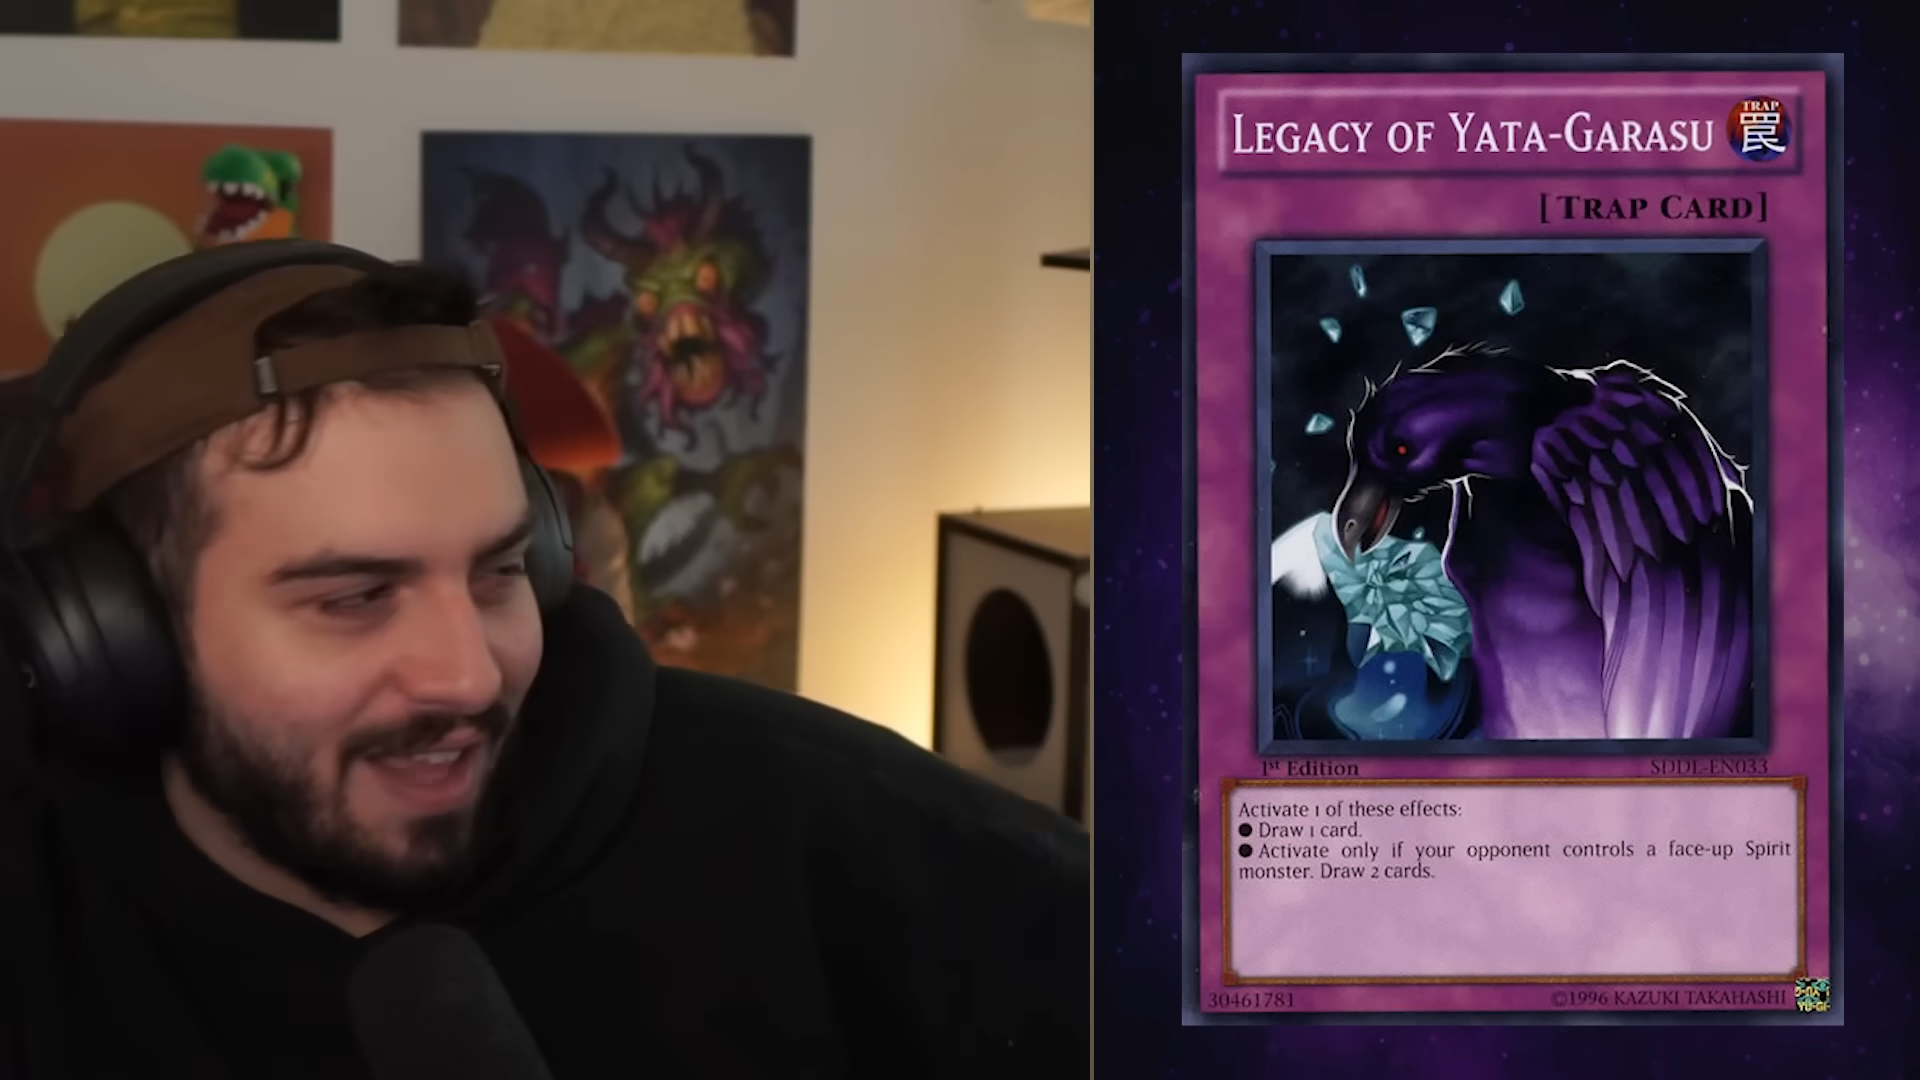 LEGACY OF YATA-GARASU
TRAP
罠
[TRAP CARD]
1st Edition
SDDL-EN033
Activate 1 of these effects:
● Draw 1 card.
● Activate only if your opponent controls a face-up Spirit
monster. Draw 2 cards.
30461781
©1996 KAZUKI TAKAHASHI